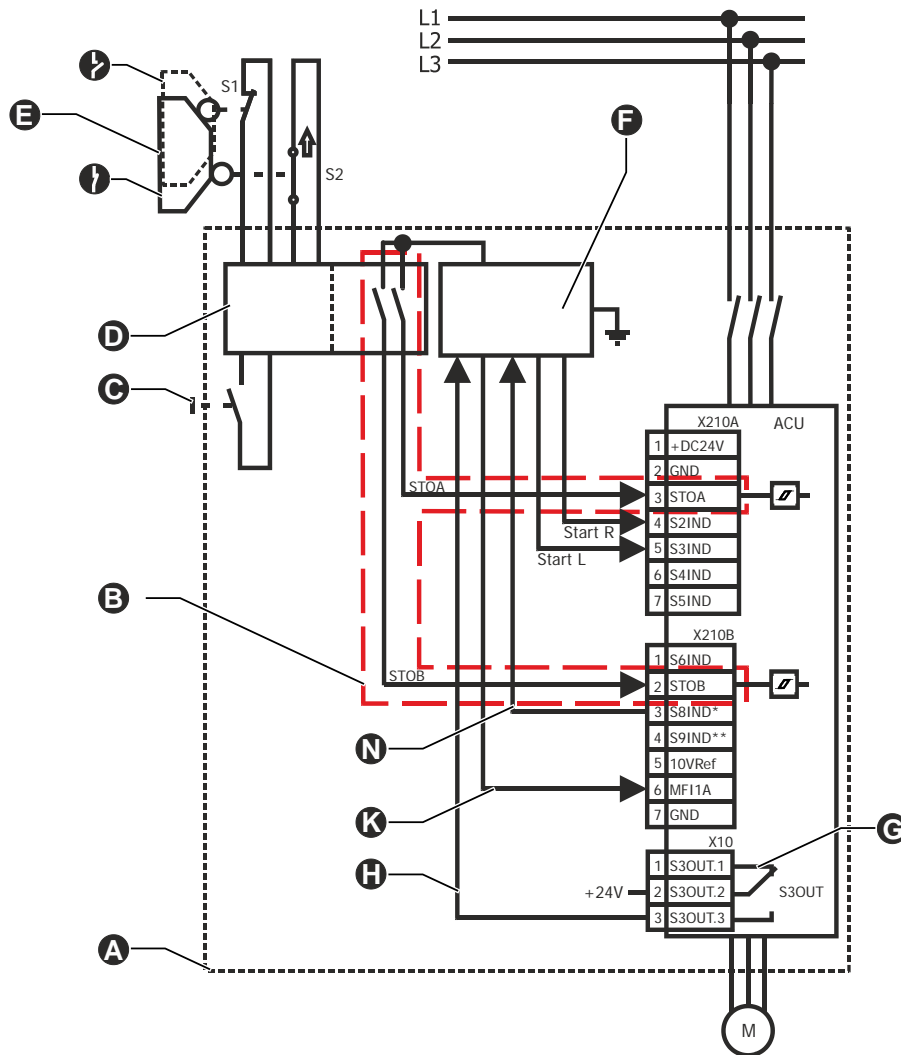 L1
L2
L3
S1
E
F
S2
D
C
X210A
ACU
1 +DC24V
2 GND
STOA
3 STOA
4 S2IND
Start R
5 S3IND
Start L
6 S4IND
7 S5IND
B
X210B
1 S6IND
STOB
2 STOB
3 S8IND*
N
4 S9IND**
5 10VRef
6 MFI1A
K
7 GND
G
X10
1 S3OUT.1
H
+24V
2 S3OUT.2
S3OUT
3 S3OUT.3
A
M